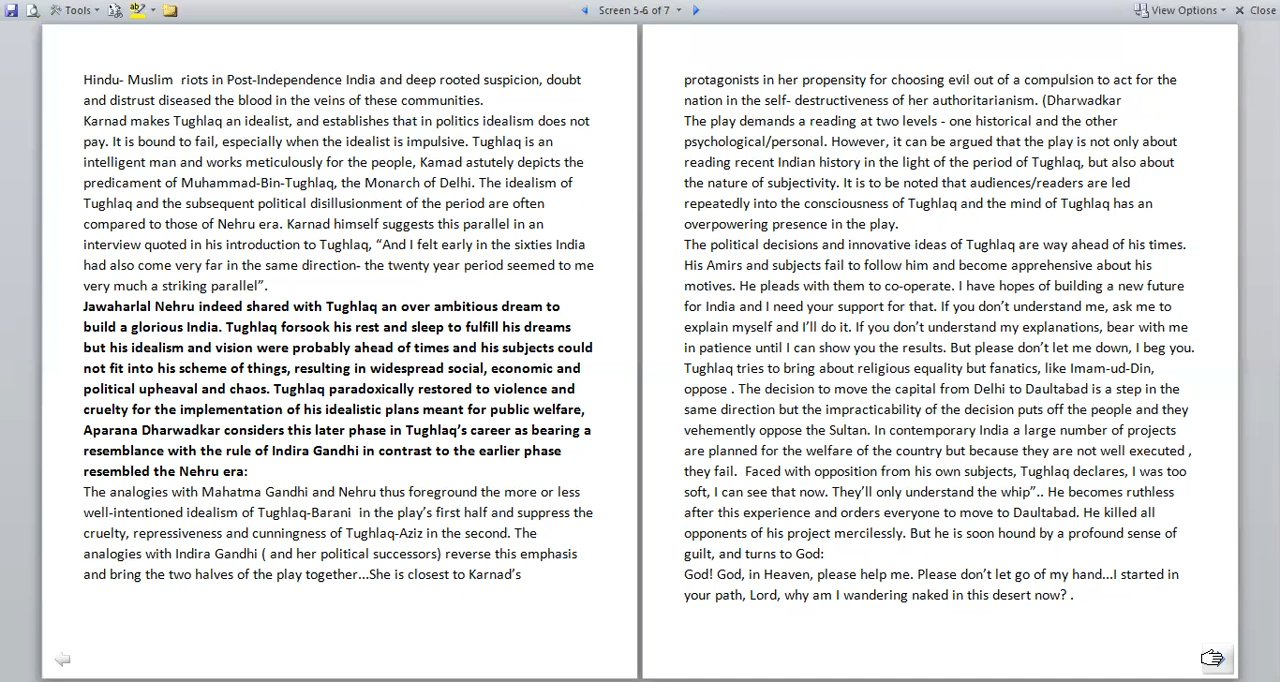 Tools
Screen 5-6 of 7
View Options
Close
Hindu- Muslim  riots in Post-Independence India and deep rooted suspicion, doubt
and distrust diseased the blood in the veins of these communities.
Karnad makes Tughlaq an idealist, and establishes that in politics idealism does not
pay. It is bound to fail, especially when the idealist is impulsive. Tughlaq is an
intelligent man and works meticulously for the people, Kamad astutely depicts the
predicament of Muhammad-Bin-Tughlaq, the Monarch of Delhi. The idealism of
Tughlaq and the subsequent political disillusionment of the period are often
compared to those of Nehru era. Karnad himself suggests this parallel in an
interview quoted in his introduction to Tughlaq, “And I felt early in the sixties India
had also come very far in the same direction- the twenty year period seemed to me
very much a striking parallel”.
Jawaharlal Nehru indeed shared with Tughlaq an over ambitious dream to
build a glorious India. Tughlaq forsook his rest and sleep to fulfill his dreams
but his idealism and vision were probably ahead of times and his subjects could
not fit into his scheme of things, resulting in widespread social, economic and
political upheaval and chaos. Tughlaq paradoxically restored to violence and
cruelty for the implementation of his idealistic plans meant for public welfare,
Aparana Dharwadkar considers this later phase in Tughlaq’s career as bearing a
resemblance with the rule of Indira Gandhi in contrast to the earlier phase
resembled the Nehru era:
The analogies with Mahatma Gandhi and Nehru thus foreground the more or less
well-intentioned idealism of Tughlaq-Barani  in the play’s first half and suppress the
cruelty, repressiveness and cunningness of Tughlaq-Aziz in the second. The
analogies with Indira Gandhi ( and her political successors) reverse this emphasis
and bring the two halves of the play together...She is closest to Karnad’s
protagonists in her propensity for choosing evil out of a compulsion to act for the
nation in the self- destructiveness of her authoritarianism. (Dharwadkar
The play demands a reading at two levels - one historical and the other
psychological/personal. However, it can be argued that the play is not only about
reading recent Indian history in the light of the period of Tughlaq, but also about
the nature of subjectivity. It is to be noted that audiences/readers are led
repeatedly into the consciousness of Tughlaq and the mind of Tughlaq has an
overpowering presence in the play.
The political decisions and innovative ideas of Tughlaq are way ahead of his times.
His Amirs and subjects fail to follow him and become apprehensive about his
motives. He pleads with them to co-operate. I have hopes of building a new future
for India and I need your support for that. If you don’t understand me, ask me to
explain myself and I’ll do it. If you don’t understand my explanations, bear with me
in patience until I can show you the results. But please don’t let me down, I beg you.
Tughlaq tries to bring about religious equality but fanatics, like Imam-ud-Din,
oppose . The decision to move the capital from Delhi to Daultabad is a step in the
same direction but the impracticability of the decision puts off the people and they
vehemently oppose the Sultan. In contemporary India a large number of projects
are planned for the welfare of the country but because they are not well executed ,
they fail.  Faced with opposition from his own subjects, Tughlaq declares, I was too
soft, I can see that now. They’ll only understand the whip”.. He becomes ruthless
after this experience and orders everyone to move to Daultabad. He killed all
opponents of his project mercilessly. But he is soon hound by a profound sense of
guilt, and turns to God:
God! God, in Heaven, please help me. Please don’t let go of my hand...I started in
your path, Lord, why am I wandering naked in this desert now? .